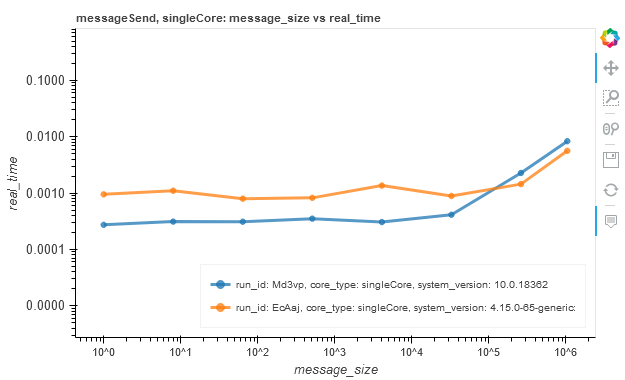 messageSend, singleCore: message_size vs real_time
0.1000
0.0100
0.0010
0.0001
0.0000
real_time
run_id: Md3vp, core_type: singleCore, system_version: 10.0.18362
run_id: EcAaj, core_type: singleCore, system_version: 4.15.0-65-generic:
10^0 10^1 10^2 10^3 10^4 10^5 10^6
message_size